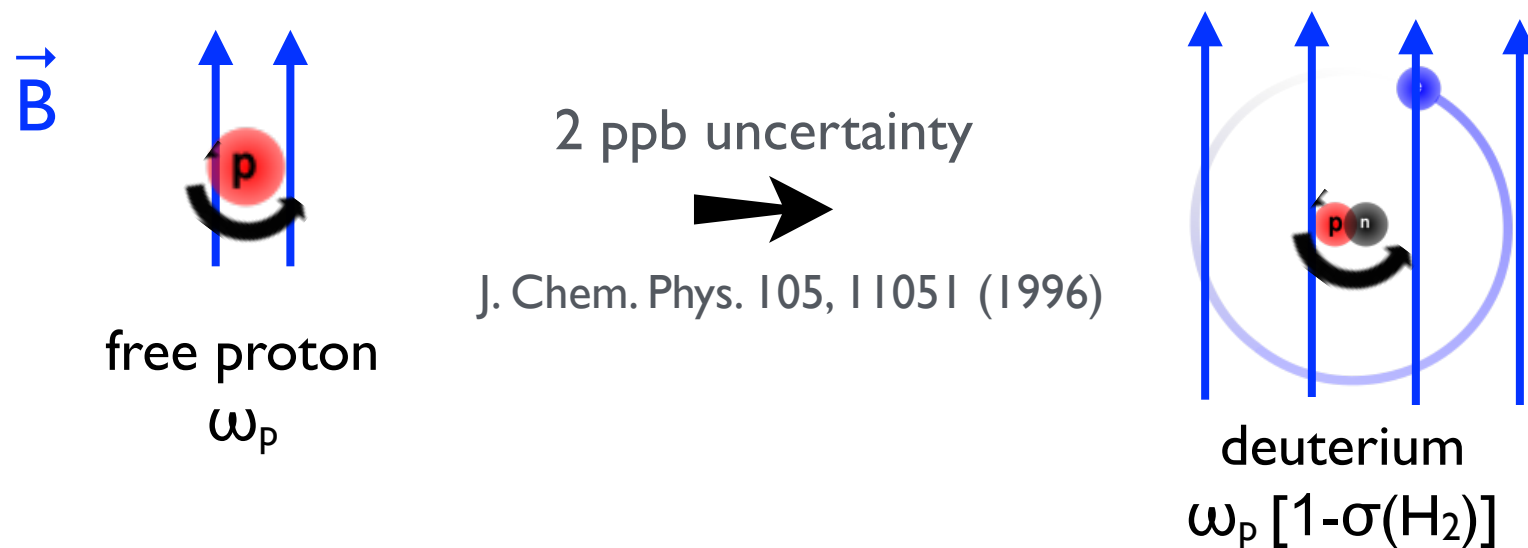 B
p
free proton
ωₚ
2 ppb uncertainty
J. Chem. Phys. 105, 11051 (1996)
e
p n
deuterium
ωₚ [1-σ(H₂)]